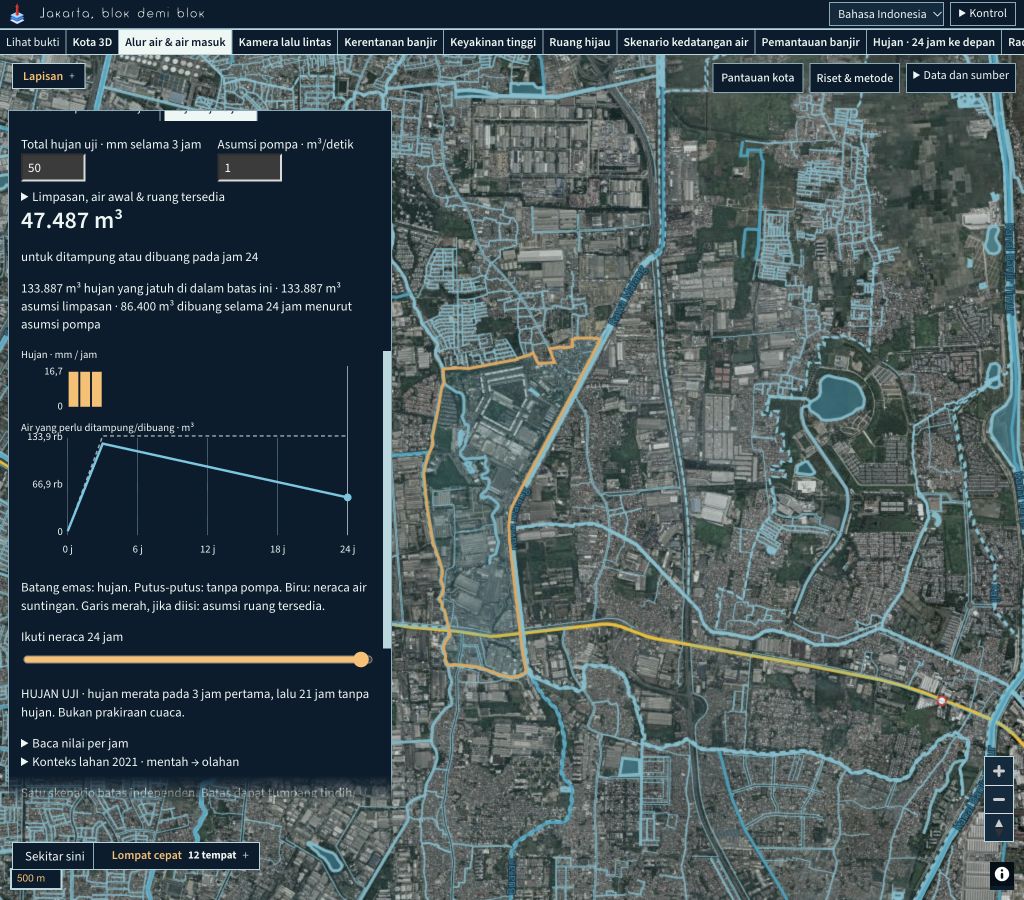 Jakarta, blok demi blok
Bahasa Indonesia
Kontrol
Lihat bukti
Kota 3D
Alur air & air masuk
Kamera lalu lintas
Kerentanan banjir
Keyakinan tinggi
Ruang hijau
Skenario kedatangan air
Pemantauan banjir
Hujan · 24 jam ke depan
Lapisan +
Pantauan kota
Riset & metode
Data dan sumber
Total hujan uji · mm selama 3 jam
Asumsi pompa · m³/detik
50
1
Limpasan, air awal & ruang tersedia
47.487 m³
untuk ditampung atau dibuang pada jam 24
133.887 m³ hujan yang jatuh di dalam batas ini · 133.887 m³
asumsi limpasan · 86.400 m³ dibuang selama 24 jam menurut
asumsi pompa
Hujan · mm / jam
16,7
0
Air yang perlu ditampung/dibuang · m³
133,9 rb
66,9 rb
0
0 j
6 j
12 j
18 j
24 j
Batang emas: hujan. Putus-putus: tanpa pompa. Biru: neraca air
suntingan. Garis merah, jika diisi: asumsi ruang tersedia.
Ikuti neraca 24 jam
HUJAN UJI · hujan merata pada 3 jam pertama, lalu 21 jam tanpa
hujan. Bukan prakiraan cuaca.
Baca nilai per jam
Konteks lahan 2021 · mentah → olahan
Satu skenario batas independen. Batas dapat tumpang tindih,
Sekitar sini
Lompat cepat 12 tempat +
500 m